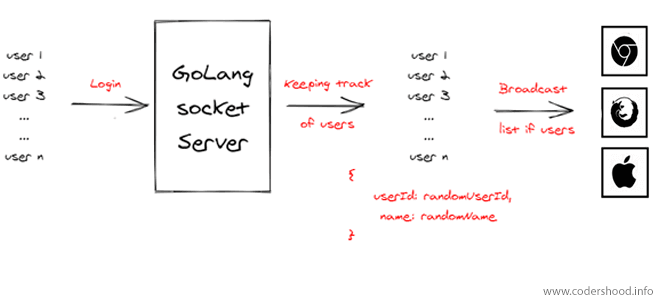 user 1
user 2
user 3
...
...
user n
Login
GoLang
socket
Server
Keeping track
of users
user 1
user 2
user 3
...
...
user n
{
userId: randomUserId,
name: randomName
}
Broadcast
list if users
www.codershood.info